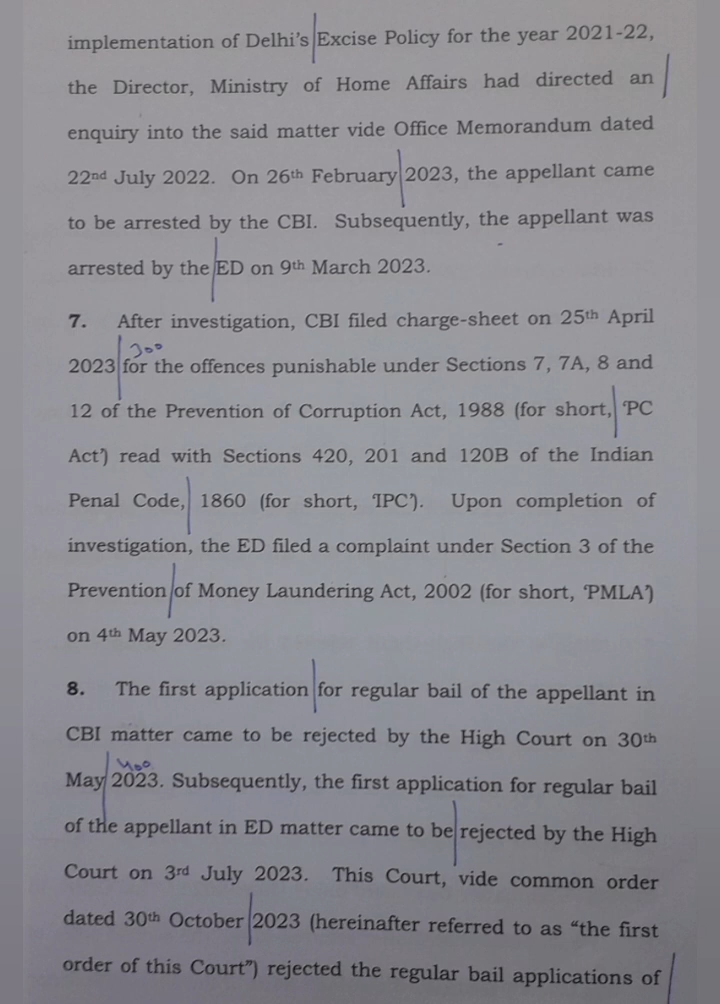 implementation of Delhi's Excise Policy for the year 2021-22,
the Director, Ministry of Home Affairs had directed an
enquiry into the said matter vide Office Memorandum dated
22nd July 2022. On 26th February 2023, the appellant came
to be arrested by the CBI. Subsequently, the appellant was
arrested by the ED on 9th March 2023.
7. After investigation, CBI filed charge-sheet on 25th April
300
2023 for the offences punishable under Sections 7, 7A, 8 and
12 of the Prevention of Corruption Act, 1988 (for short, 'PC
Act') read with Sections 420, 201 and 120B of the Indian
Penal Code, 1860 (for short, 'IPC'). Upon completion of
investigation, the ED filed a complaint under Section 3 of the
Prevention of Money Laundering Act, 2002 (for short, 'PMLA')
on 4th May 2023.
8. The first application for regular bail of the appellant in
CBI matter came to be rejected by the High Court on 30th
400
May 2023. Subsequently, the first application for regular bail
of the appellant in ED matter came to be rejected by the High
Court on 3rd July 2023. This Court, vide common order
dated 30th October 2023 (hereinafter referred to as "the first
order of this Court") rejected the regular bail applications of